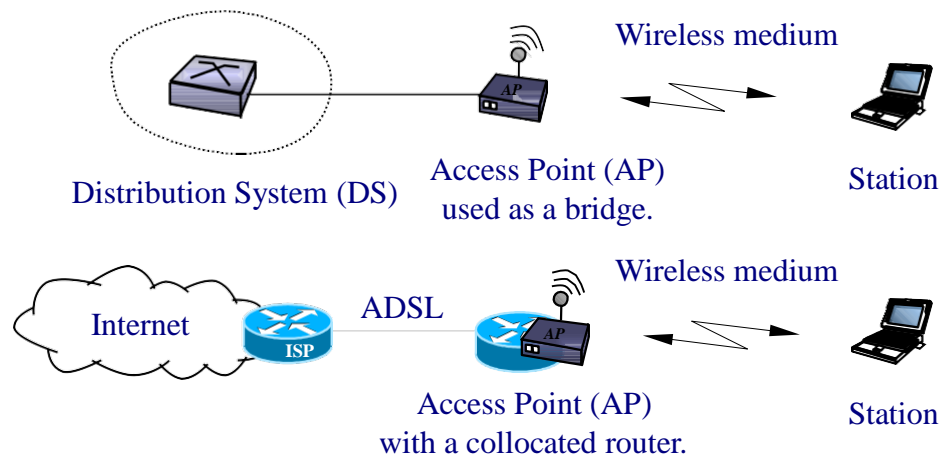 Wireless medium
AP
Distribution System (DS)
Access Point (AP)
used as a bridge.
Station
Wireless medium
Internet
ISP
ADSL
AP
Access Point (AP)
with a collocated router.
Station